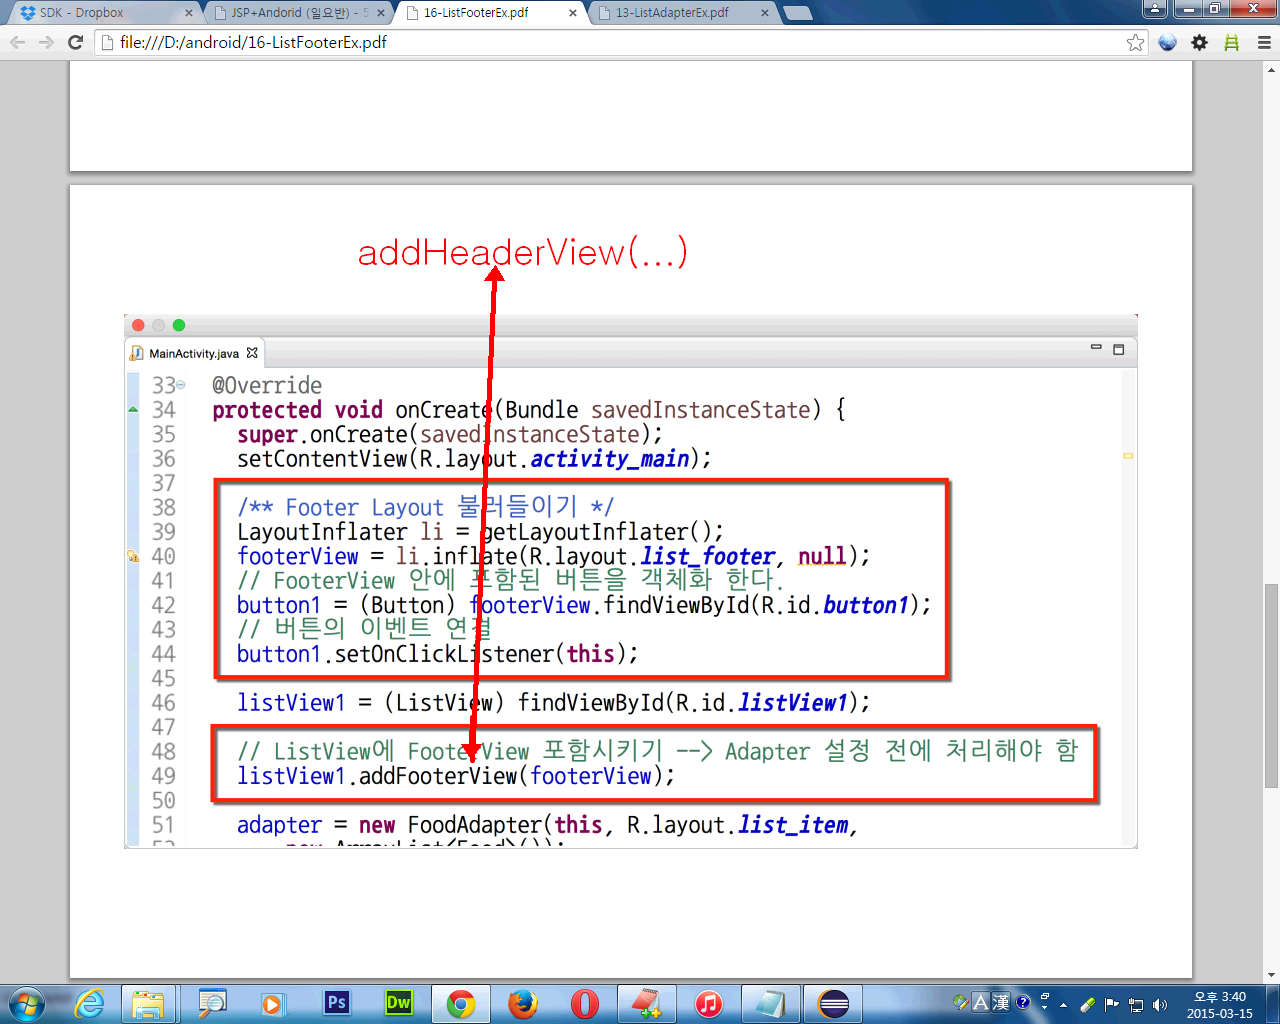 SDK - Dropbox
JSP+Andorid (일요반) - 5
16-ListFooterEx.pdf
13-ListAdapterEx.pdf
file:///D:/android/16-ListFooterEx.pdf
addHeaderView(...)
MainActivity.java
33 @Override
34 protected void onCreate(Bundle savedInstanceState) {
35 super.onCreate(savedInstanceState);
36 setContentView(R.layout.activity_main);
37
38 /** Footer Layout 불러들이기 */
39 LayoutInflater li = getLayoutInflater();
40 footerView = li.inflate(R.layout.list_footer, null);
41 // FooterView 안에 포함된 버튼을 객체화 한다.
42 button1 = (Button) footerView.findViewById(R.id.button1);
43 // 버튼의 이벤트 연결
44 button1.setOnClickListener(this);
45
46 listView1 = (ListView) findViewById(R.id.listView1);
47
48 // ListView에 FooterView 포함시키기 --> Adapter 설정 전에 처리해야 함
49 listView1.addFooterView(footerView);
50
51 adapter = new FoodAdapter(this, R.layout.list_item,
52 new ArrayList<Food>());
Ps
Dw
A 漢
오후 3:40
2015-03-15